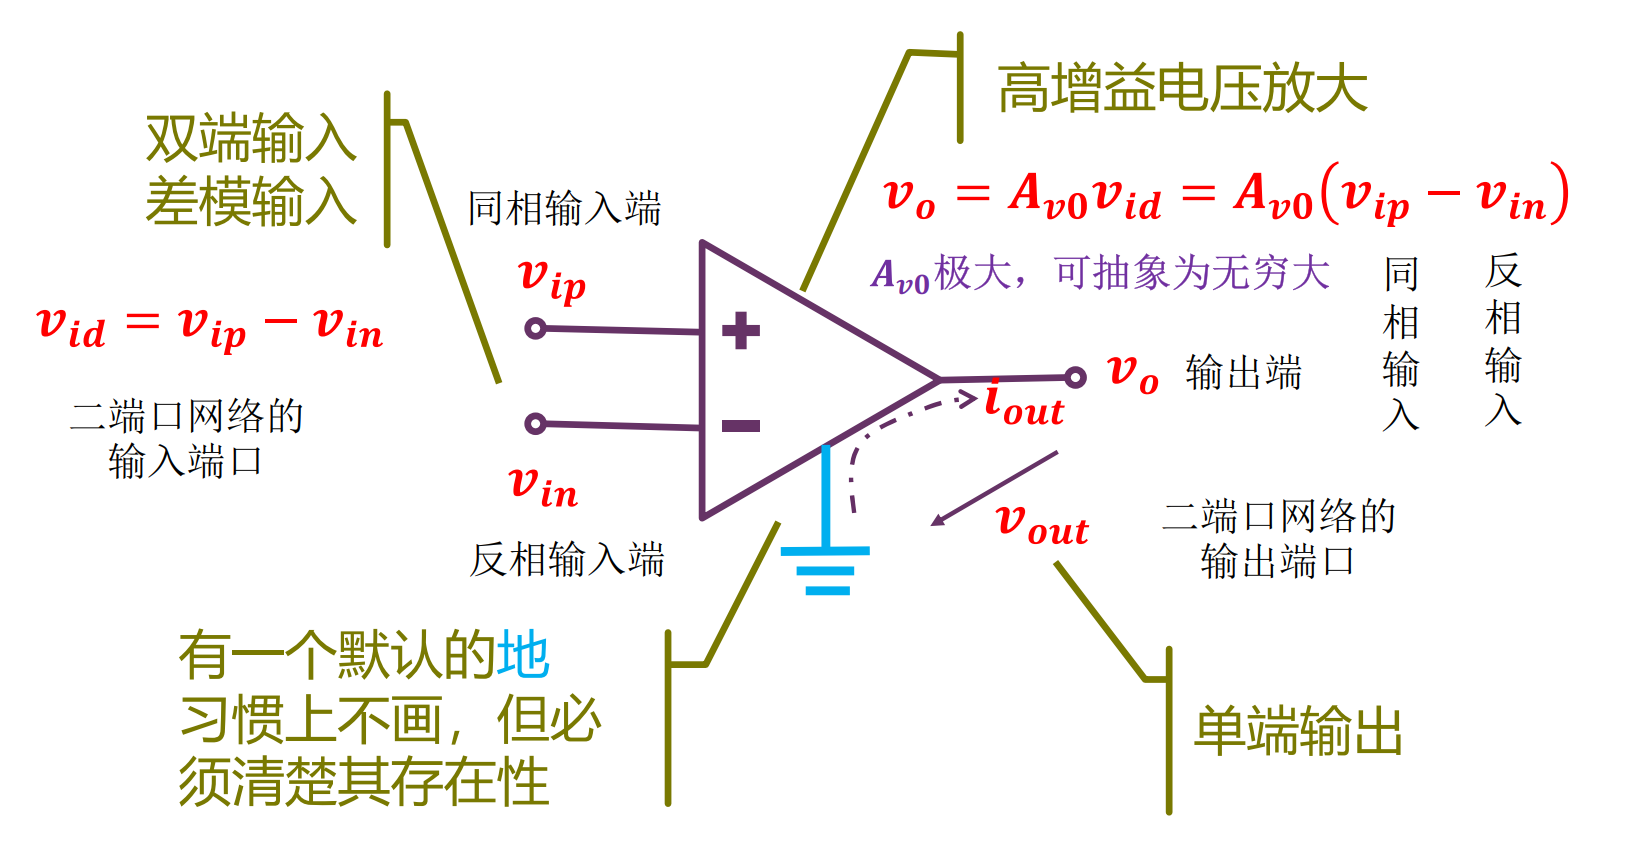 高增益电压放大
双端输入
差模输入
同相输入端
v_o = A_{v0}v_{id} = A_{v0}(v_{ip} − v_{in})
A_{v0}极大，可抽象为无穷大
同相输入
反相输入
v_{ip}
v_{id} = v_{ip} − v_{in}
+
v_o 输出端
i_{out}
二端口网络的
输入端口
−
v_{in}
反相输入端
v_{out}
二端口网络的
输出端口
有一个默认的地
习惯上不画，但必
须清楚其存在性
单端输出